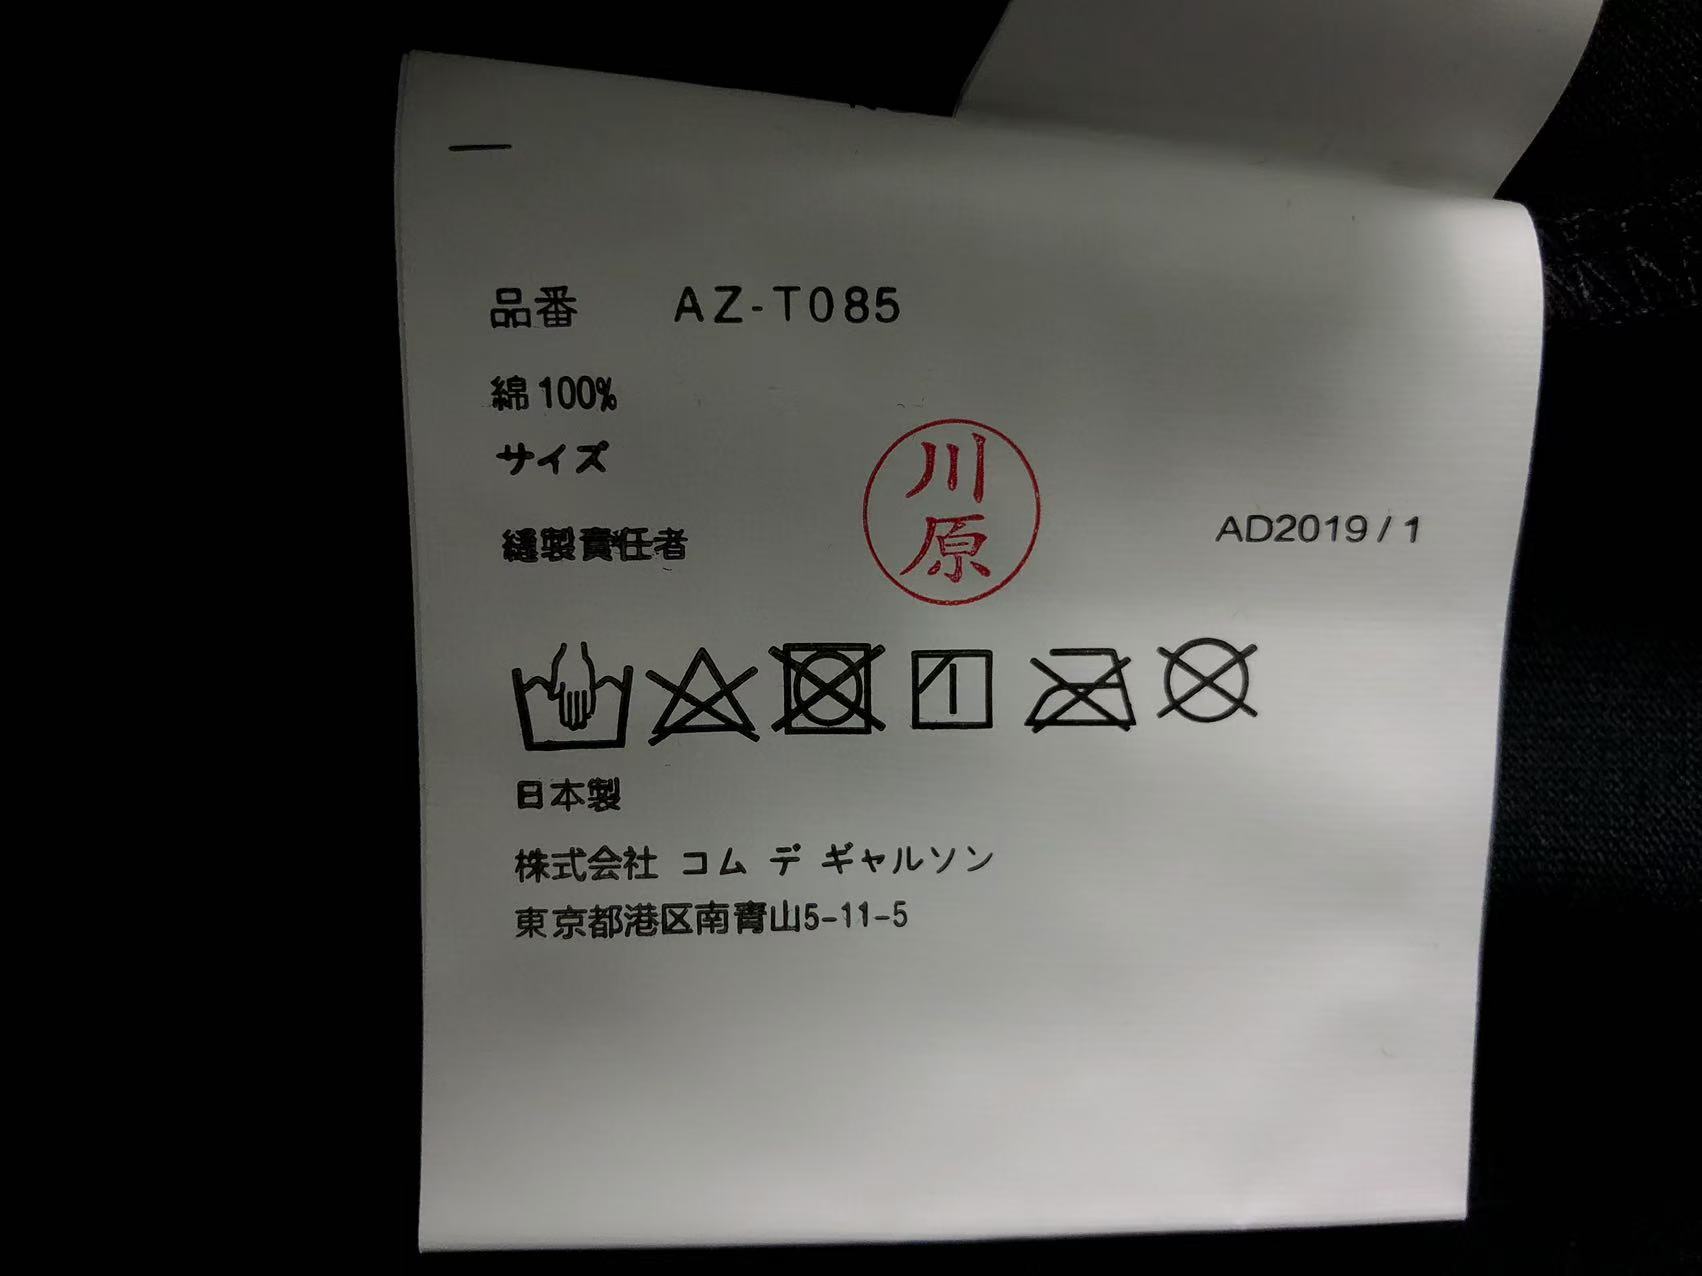 品番 AZ-T085
綿100%
サイズ
縫製責任者
川原
AD2019/1
日本製
株式会社 コム デ ギャルソン
東京都港区南青山5-11-5